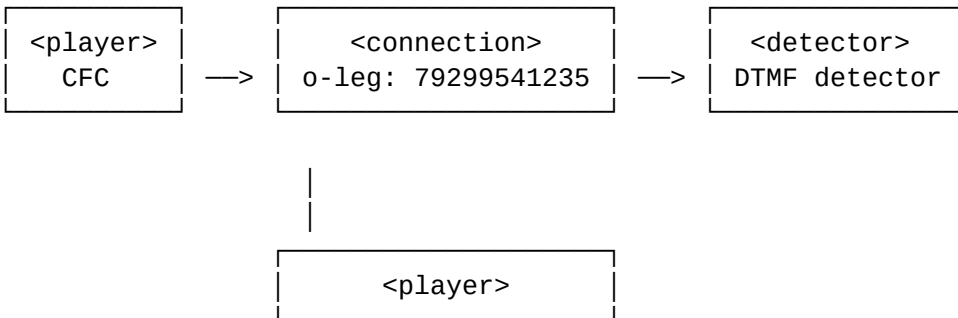 <player> <connection> <detector>
CFC ──> o-leg: 79299541235 ──> DTMF detector
<player>